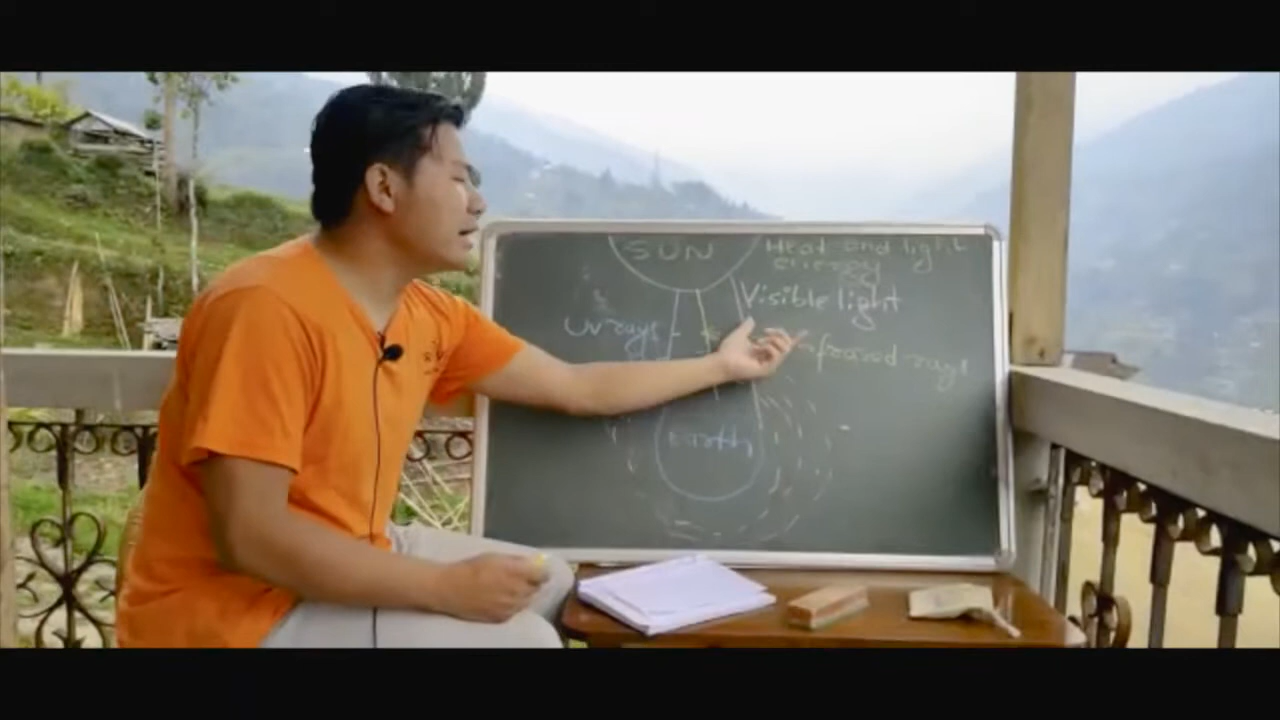 SUN
Heat and light
energy
Visible light
UV rays
Infrared rays
Earth